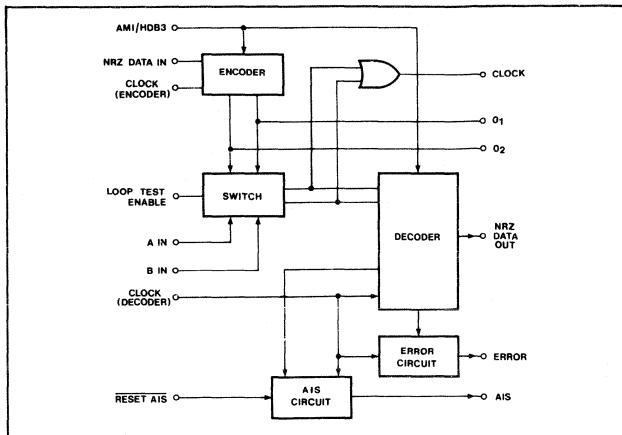 AMI/HDB3
NRZ DATA IN
ENCODER
CLOCK
(ENCODER)
CLOCK
O1
O2
LOOP TEST
ENABLE
SWITCH
A IN
B IN
DECODER
NRZ
DATA
OUT
CLOCK
(DECODER)
ERROR
CIRCUIT
ERROR
RESET AIS
AIS
CIRCUIT
AIS